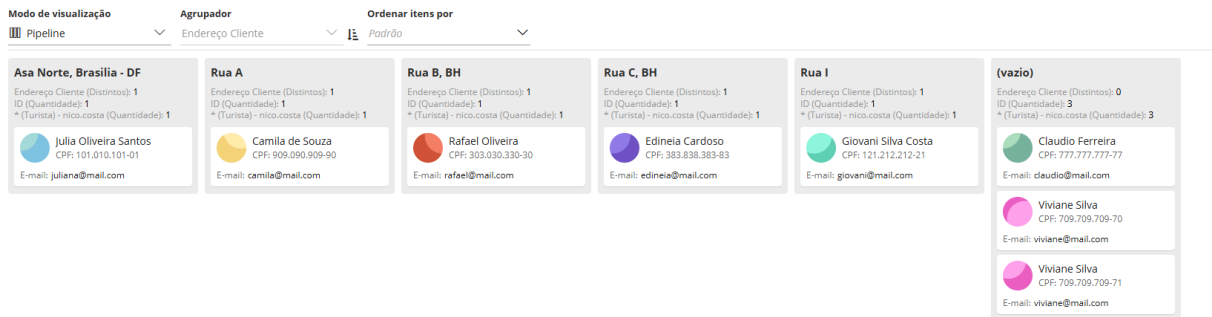 Modo de visualização
Agrupador
Ordenar itens por
Pipeline
Endereço Cliente
Padrão
Asa Norte, Brasilia - DF
Endereço Cliente (Distintos): 1
ID (Quantidade): 1
* (Turista) - nico.costa (Quantidade): 1
Julia Oliveira Santos
CPF: 101.010.101-01
E-mail: juliana@mail.com
Rua A
Endereço Cliente (Distintos): 1
ID (Quantidade): 1
* (Turista) - nico.costa (Quantidade): 1
Camila de Souza
CPF: 909.090.909-90
E-mail: camila@mail.com
Rua B, BH
Endereço Cliente (Distintos): 1
ID (Quantidade): 1
* (Turista) - nico.costa (Quantidade): 1
Rafael Oliveira
CPF: 303.030.330-30
E-mail: rafael@mail.com
Rua C, BH
Endereço Cliente (Distintos): 1
ID (Quantidade): 1
* (Turista) - nico.costa (Quantidade): 1
Edineia Cardoso
CPF: 383.838.383-83
E-mail: edineia@mail.com
Rua I
Endereço Cliente (Distintos): 1
ID (Quantidade): 1
* (Turista) - nico.costa (Quantidade): 1
Giovani Silva Costa
CPF: 121.212.212-21
E-mail: giovani@mail.com
(vazio)
Endereço Cliente (Distintos): 0
ID (Quantidade): 3
* (Turista) - nico.costa (Quantidade): 3
Claudio Ferreira
CPF: 777.777.777-77
E-mail: claudio@mail.com
Viviane Silva
CPF: 709.709.709-70
E-mail: viviane@mail.com
Viviane Silva
CPF: 709.709.709-71
E-mail: viviane@mail.com